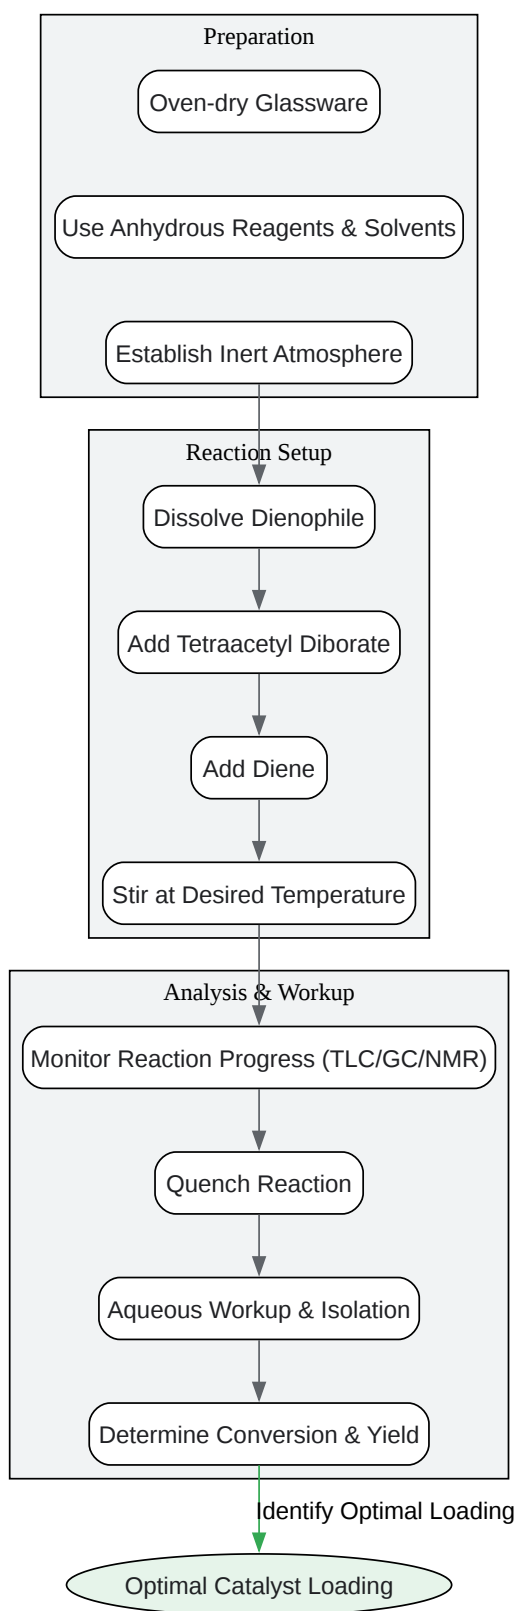 Preparation
Oven-dry Glassware
Use Anhydrous Reagents & Solvents
Establish Inert Atmosphere
Reaction Setup
Dissolve Dienophile
Add Tetraacetyl Diborate
Add Diene
Stir at Desired Temperature
Analysis & Workup
Monitor Reaction Progress (TLC/GC/NMR)
Quench Reaction
Aqueous Workup & Isolation
Determine Conversion & Yield
Identify Optimal Loading
Optimal Catalyst Loading